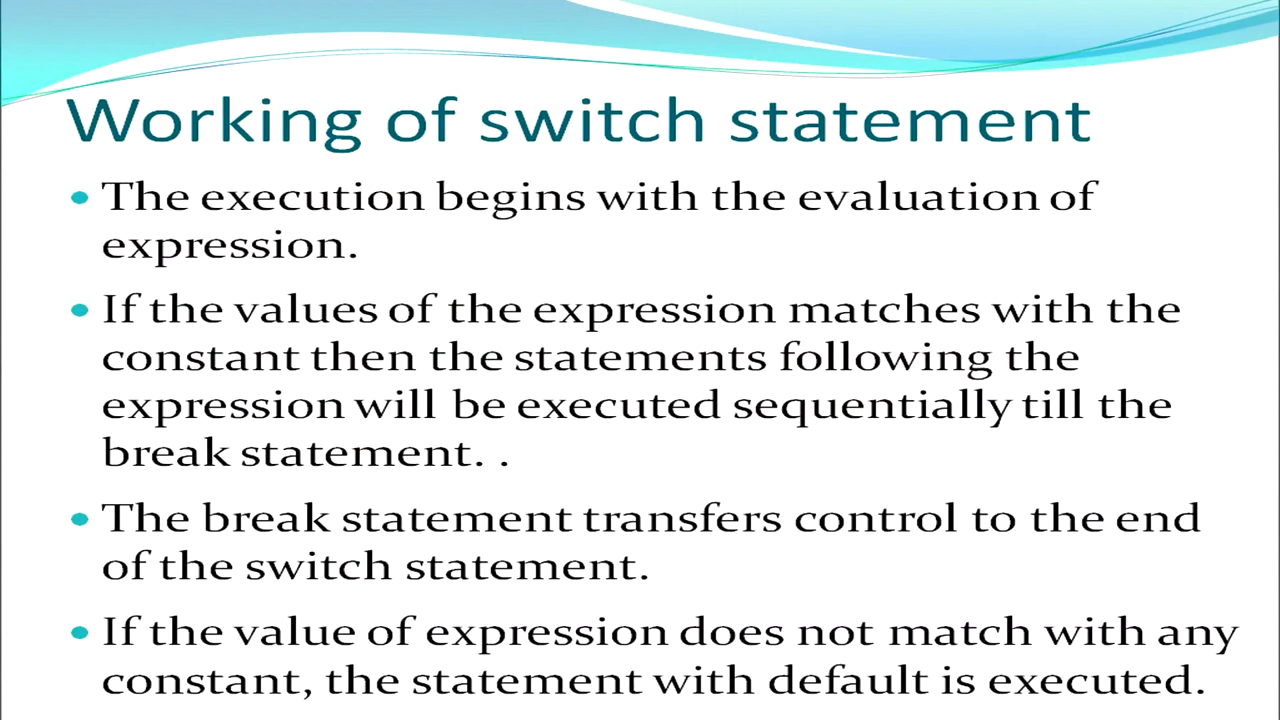 Working of switch statement
• The execution begins with the evaluation of
expression.
• If the values of the expression matches with the
constant then the statements following the
expression will be executed sequentially till the
break statement. .
• The break statement transfers control to the end
of the switch statement.
• If the value of expression does not match with any
constant, the statement with default is executed.